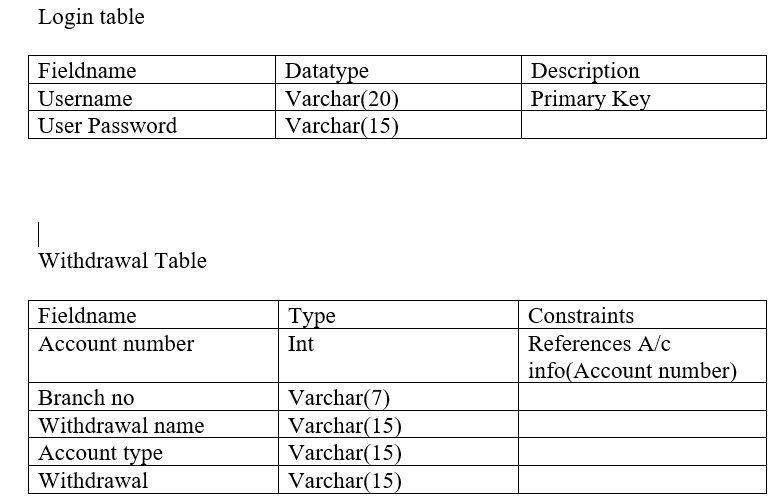 Login table
Fieldname Datatype Description
Username Varchar(20) Primary Key
User Password Varchar(15)
Withdrawal Table
Fieldname Type Constraints
Account number Int References A/c
info(Account number)
Branch no Varchar(7)
Withdrawal name Varchar(15)
Account type Varchar(15)
Withdrawal Varchar(15)